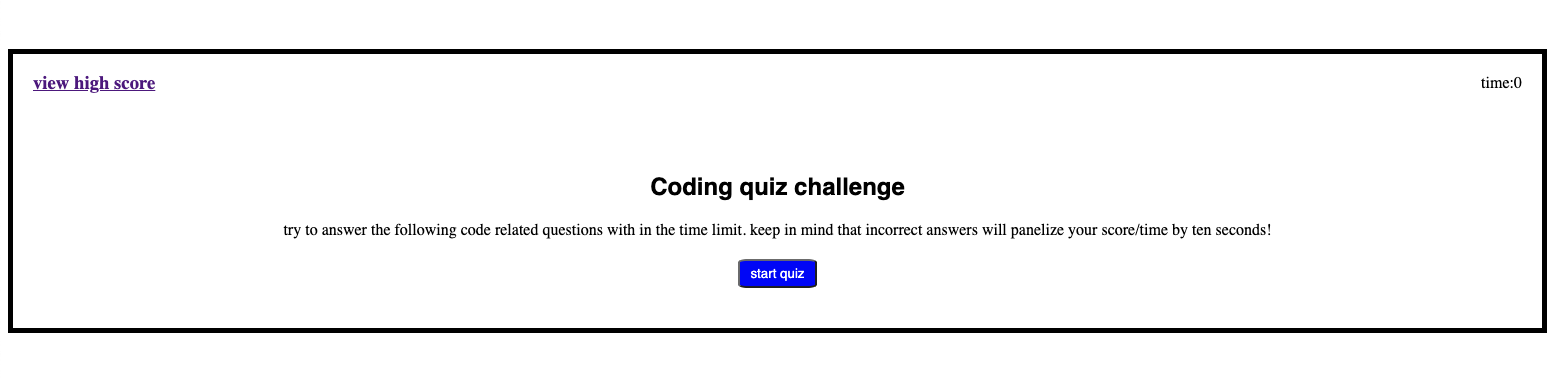 view high score
time:0
Coding quiz challenge
try to answer the following code related questions with in the time limit. keep in mind that incorrect answers will panelize your score/time by ten seconds!
start quiz